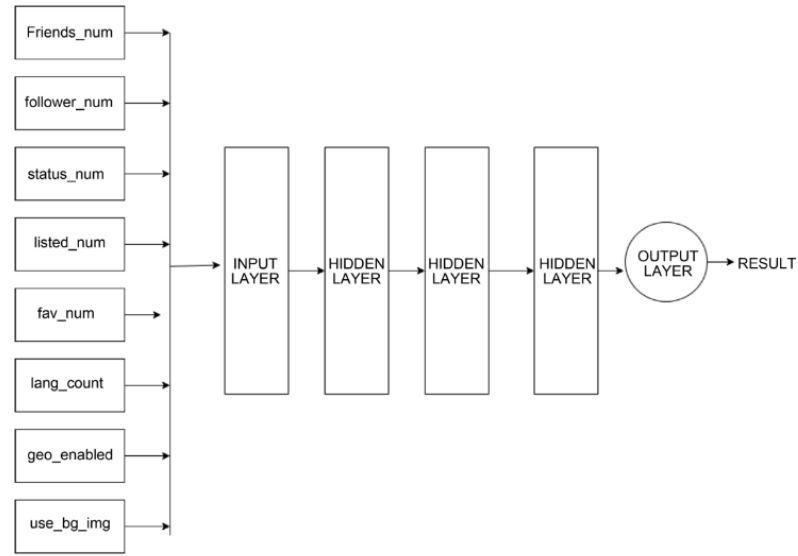 Friends_num
follower_num
status_num
listed_num
fav_num
lang_count
geo_enabled
use_bg_img
INPUT
LAYER
HIDDEN
LAYER
HIDDEN
LAYER
HIDDEN
LAYER
OUTPUT
LAYER
RESULT